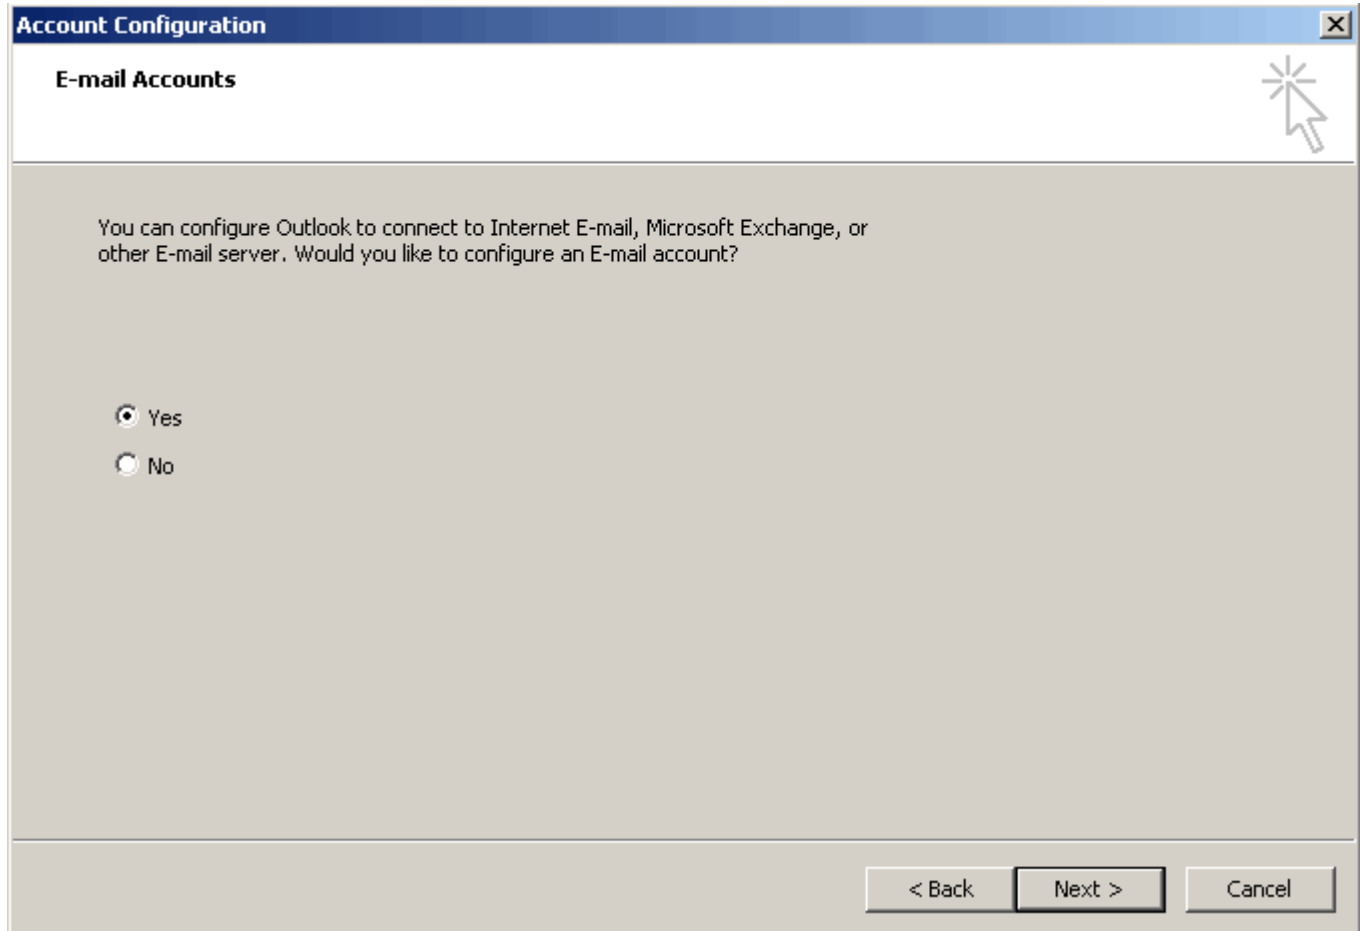 Account Configuration
E-mail Accounts
You can configure Outlook to connect to Internet E-mail, Microsoft Exchange, or
other E-mail server. Would you like to configure an E-mail account?
Yes
No
< Back
Next >
Cancel